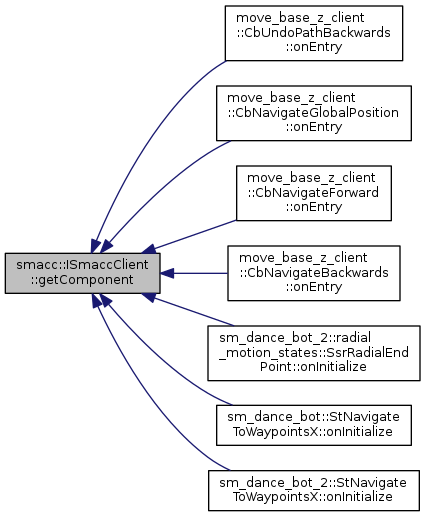 move_base_z_client
::CbUndoPathBackwards
::onEntry
move_base_z_client
::CbNavigateGlobalPosition
::onEntry
move_base_z_client
::CbNavigateForward
::onEntry
smacc::ISmaccClient
::getComponent
move_base_z_client
::CbNavigateBackwards
::onEntry
sm_dance_bot_2::radial
_motion_states::SsrRadialEnd
Point::onInitialize
sm_dance_bot::StNavigate
ToWaypointsX::onInitialize
sm_dance_bot_2::StNavigate
ToWaypointsX::onInitialize